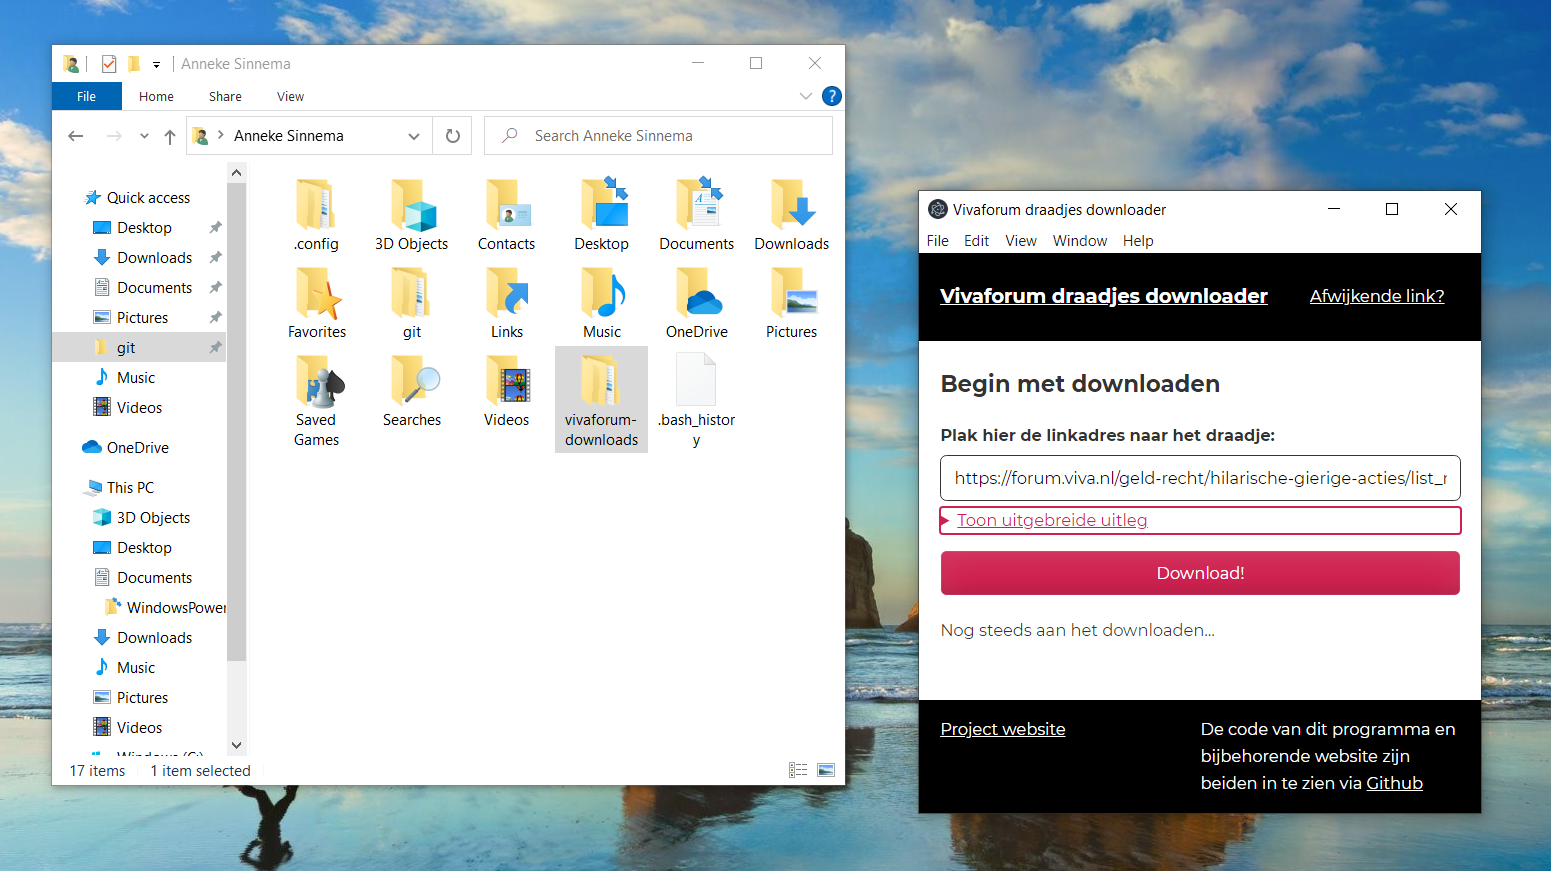 Anneke Sinnema
File
Home
Share
View
Anneke Sinnema
Search Anneke Sinnema
Quick access
Desktop
Downloads
Documents
Pictures
git
Music
Videos
OneDrive
This PC
3D Objects
Desktop
Documents
WindowsPower
Downloads
Music
Pictures
Videos
Windows (C:)
.config
3D Objects
Contacts
Desktop
Documents
Downloads
Favorites
git
Links
Music
OneDrive
Pictures
Saved
Games
Searches
Videos
vivaforum-
downloads
.bash_histor
y
17 items
1 item selected
Vivaforum draadjes downloader
File Edit View Window Help
Vivaforum draadjes downloader
Afwijkende link?
Begin met downloaden
Plak hier de linkadres naar het draadje:
https://forum.viva.nl/geld-recht/hilarische-gierige-acties/list_r
Toon uitgebreide uitleg
Download!
Nog steeds aan het downloaden...
Project website
De code van dit programma en
bijbehorende website zijn
beiden in te zien via Github